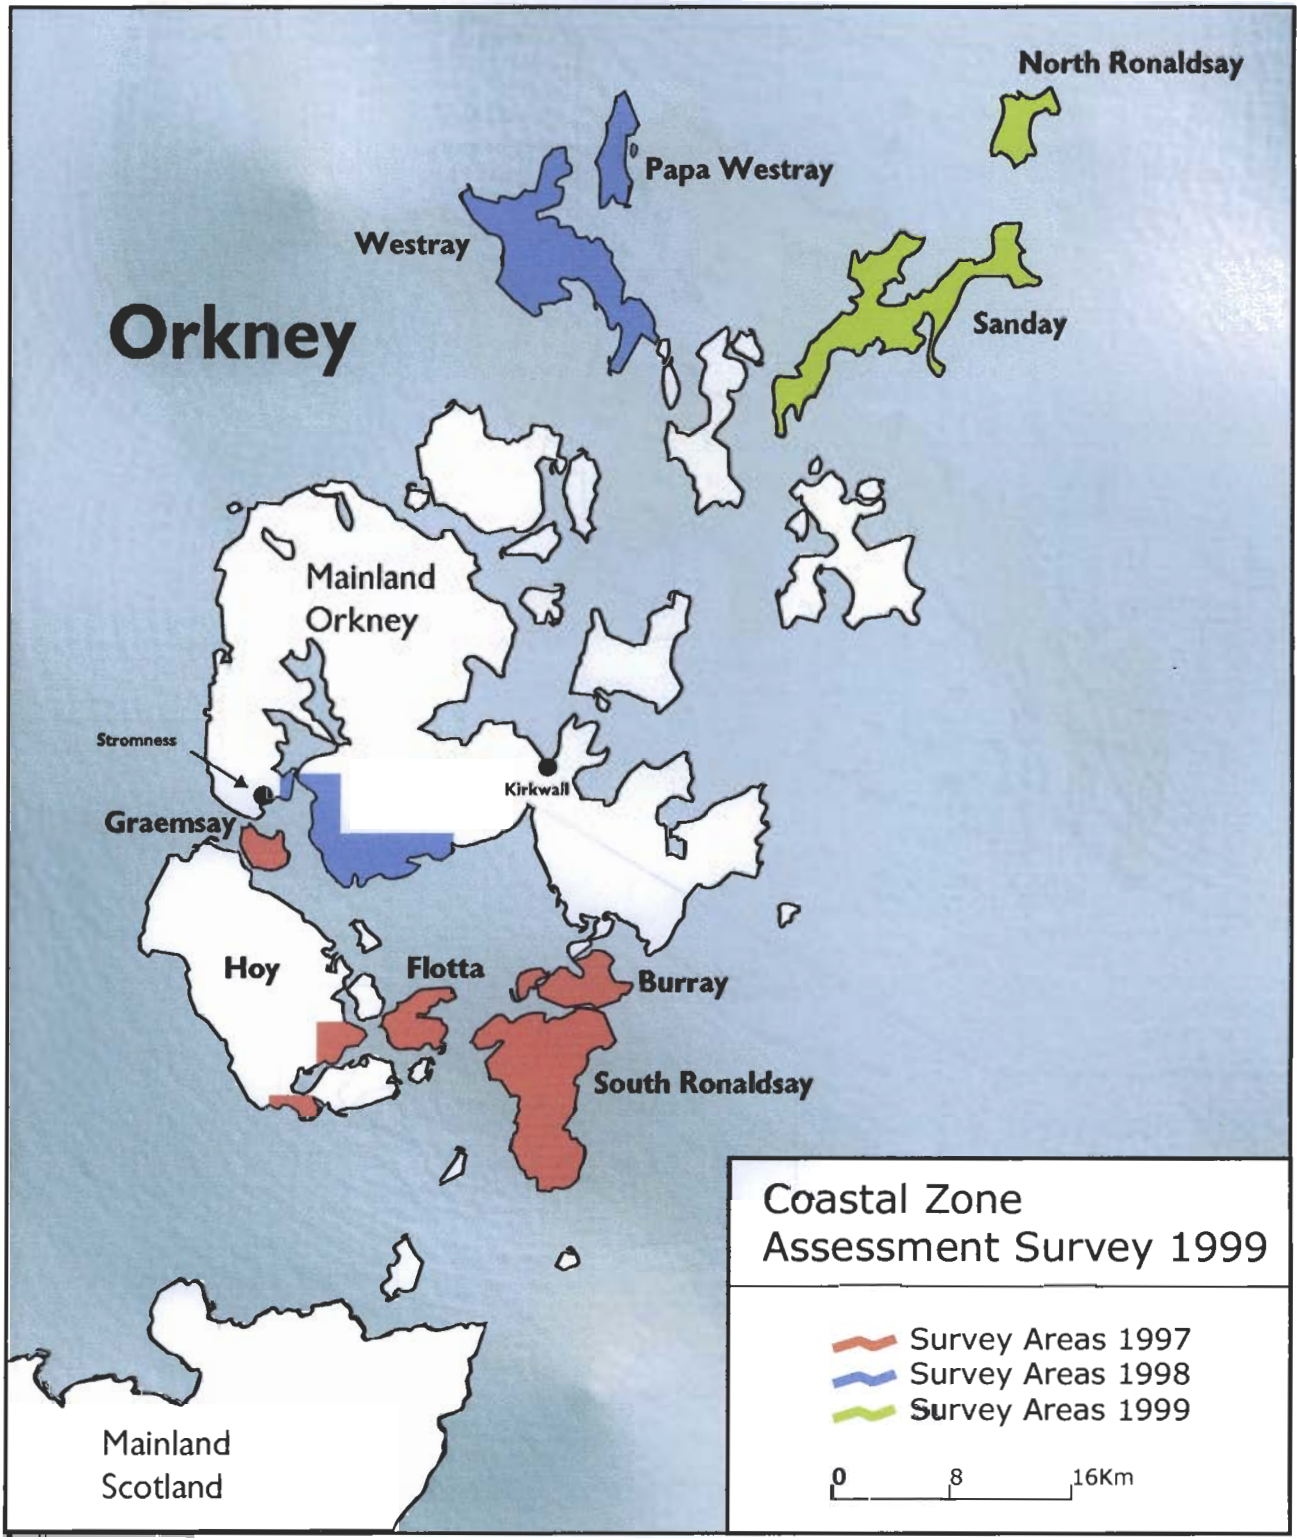 North Ronaldsay
Papa Westray
Westray
Orkney
Sanday
Mainland
Orkney
Stromness
Kirkwall
Graemsay
Hoy
Flotta
Burray
South Ronaldsay
Coastal Zone
Assessment Survey 1999
Survey Areas 1997
Survey Areas 1998
Survey Areas 1999
0 8 16Km
Mainland
Scotland